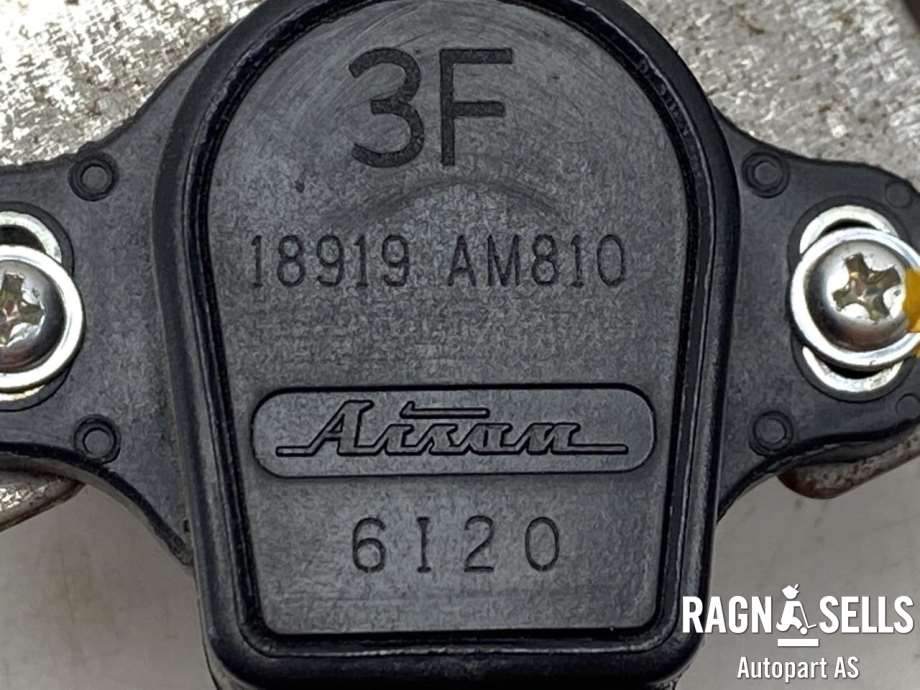 3F
18919 AM810
Aisan
6I20
RAGN SELLS
Autopart AS